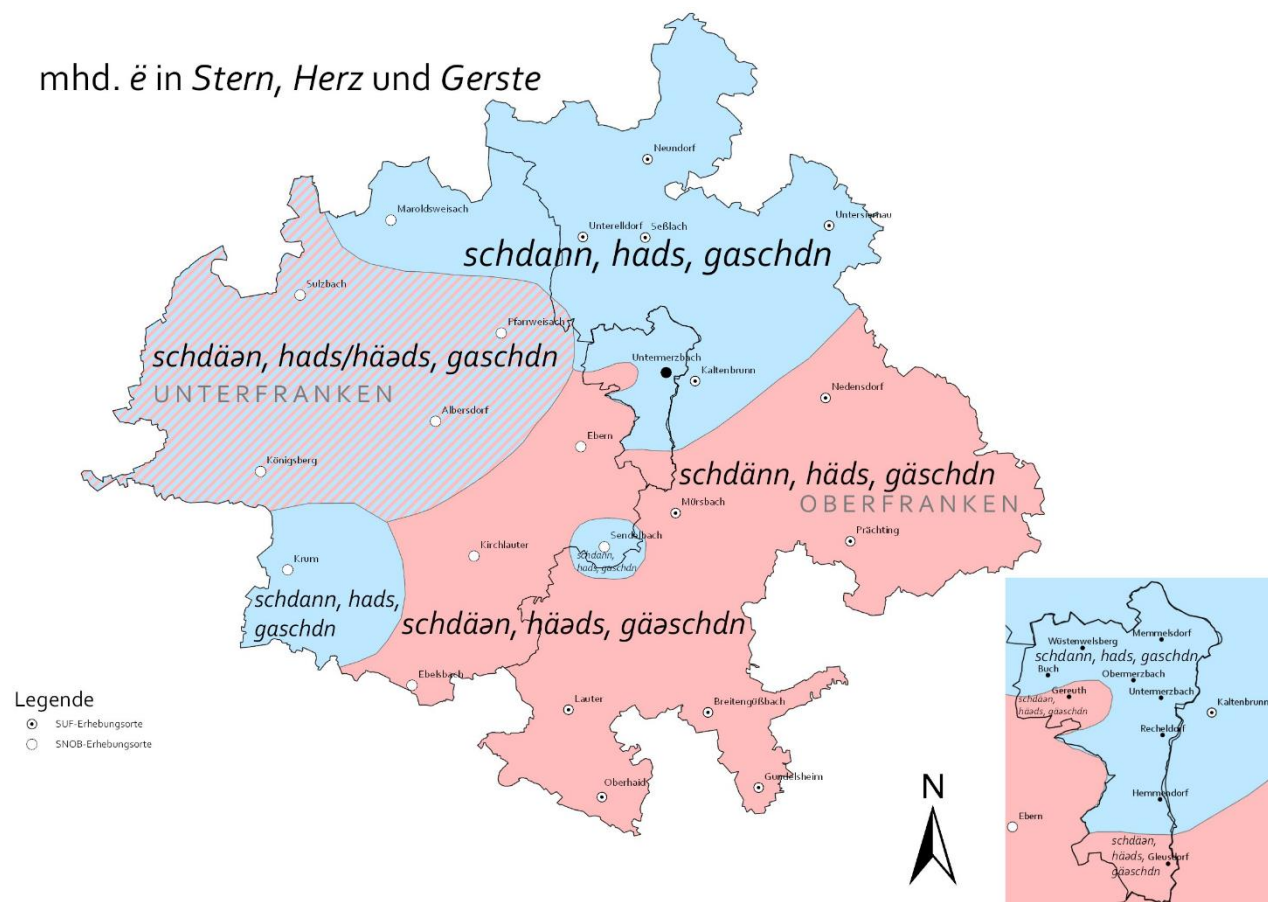 mhd. ë in Stern, Herz und Gerste
Neundorf
Maroldsweisach
Unterelldorf
Seßlach
Untersiemau
schdann, hads, gaschdn
Sulzbach
Pfarrweisach
schdäən, hads/häəds, gaschdn
UNTERFRANKEN
Untermerzbach
Kaltenbrunn
Nedensdorf
Albersdorf
Ebern
Königsberg
schdänn, häds, gäschdn
OBERFRANKEN
Mürsbach
Prächting
Sendelbach
schdann,
hads, gaschdn
Kirchlauter
Krum
schdann, hads,
gaschdn
schdäən, häəds, gäəschdn
Ebelsbach
Lauter
Breitengüßbach
Oberhaid
Gundelsheim
Legende
SUF-Erhebungsorte
SNOB-Erhebungsorte
N
Memmelsdorf
Wüstenwelsberg
schdann, hads, gaschdn
Buch
Obermerzbach
Gereuth
Untermerzbach
schdäən,
häəds, gäəschdn
Kaltenbrunn
Recheldorf
Hemmendorf
Ebern
schdäən,
häəds, Gleusdorf
gäəschdn